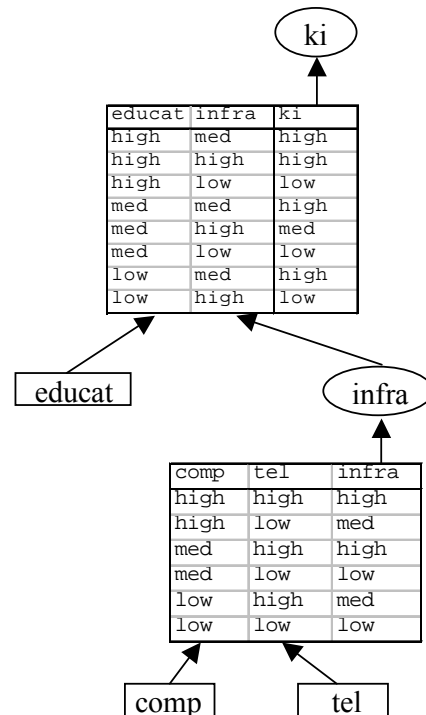 ki
educat infra ki
high med high
high high high
high low low
med med high
med high med
med low low
low med high
low high low
educat
infra
comp tel infra
high high high
high low med
med high high
med low low
low high med
low low low
comp tel